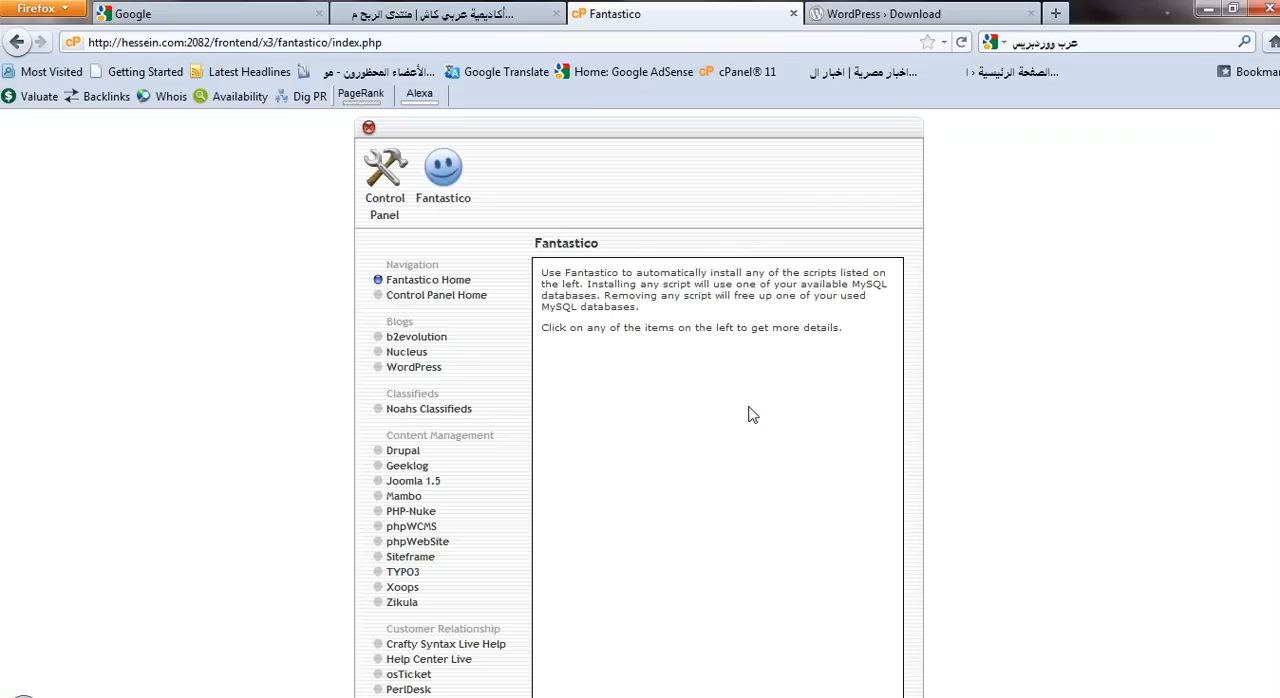 Firefox
Google
أكاديمية عربي كاش | منتدى الربح م...
cP Fantastico
WordPress › Download
cP http://hessein.com:2082/frontend/x3/fantastico/index.php
عرب ووردبريس
Most Visited Getting Started Latest Headlines الأعضاء المحظورون - هو... Google Translate Home: Google AdSense cP cPanel® 11 اخبار مصرية | اخبار ال... الصفحة الرئيسية ‹ ا... Bookma
Valuate Backlinks Whois Availability Dig PR PageRank Alexa
Control Panel
Fantastico
Fantastico
Navigation
Fantastico Home
Control Panel Home
Blogs
b2evolution
Nucleus
WordPress
Classifieds
Noahs Classifieds
Content Management
Drupal
Geeklog
Joomla 1.5
Mambo
PHP-Nuke
phpWCMS
phpWebSite
Siteframe
TYPO3
Xoops
Zikula
Customer Relationship
Crafty Syntax Live Help
Help Center Live
osTicket
PerlDesk
Use Fantastico to automatically install any of the scripts listed on
the left. Installing any script will use one of your available MySQL
databases. Removing any script will free up one of your used
MySQL databases.
Click on any of the items on the left to get more details.